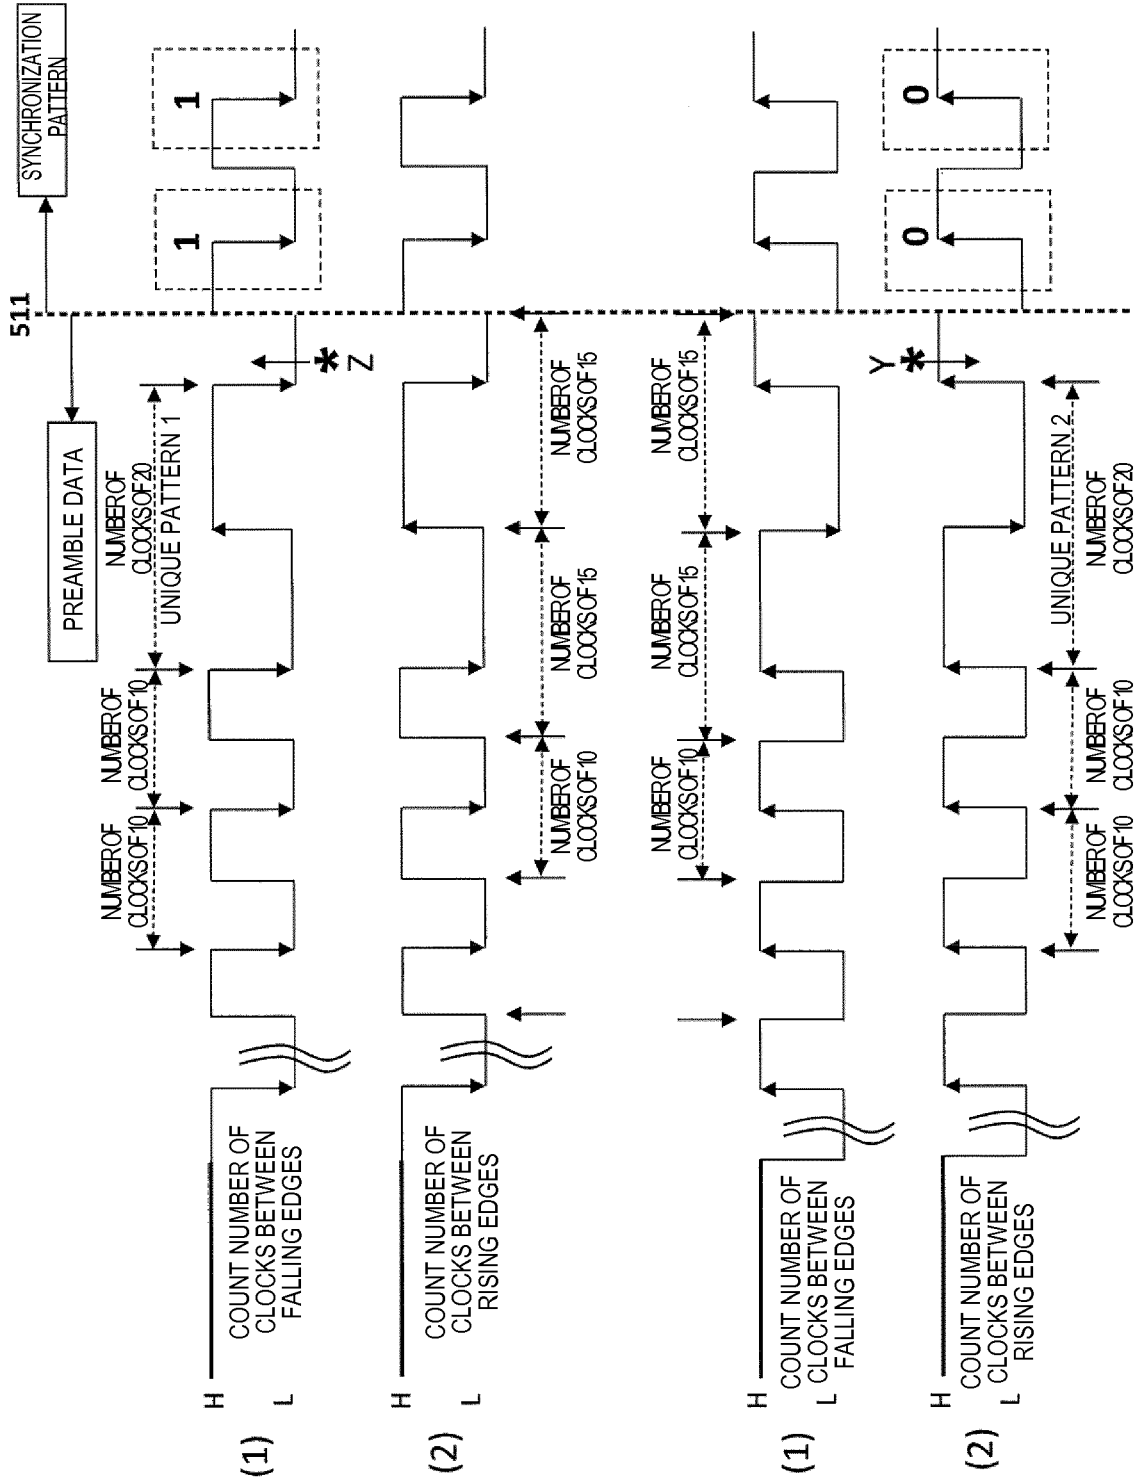 511
SYNCHRONIZATION
PATTERN
PREAMBLE DATA
(1)
H
L
COUNT NUMBER OF
CLOCKS BETWEEN
FALLING EDGES
NUMBER OF
CLOCKS OF 10
NUMBER OF
CLOCKS OF 10
NUMBER OF
CLOCKS OF 20
UNIQUE PATTERN 1
*
Z
1
1
(2)
H
L
COUNT NUMBER OF
CLOCKS BETWEEN
RISING EDGES
NUMBER OF
CLOCKS OF 10
NUMBER OF
CLOCKS OF 15
NUMBER OF
CLOCKS OF 15
(1)
H
L
COUNT NUMBER OF
CLOCKS BETWEEN
FALLING EDGES
NUMBER OF
CLOCKS OF 10
NUMBER OF
CLOCKS OF 15
NUMBER OF
CLOCKS OF 15
(2)
H
L
COUNT NUMBER OF
CLOCKS BETWEEN
RISING EDGES
Y
*
0
0
UNIQUE PATTERN 2
NUMBER OF
CLOCKS OF 10
NUMBER OF
CLOCKS OF 10
NUMBER OF
CLOCKS OF 20